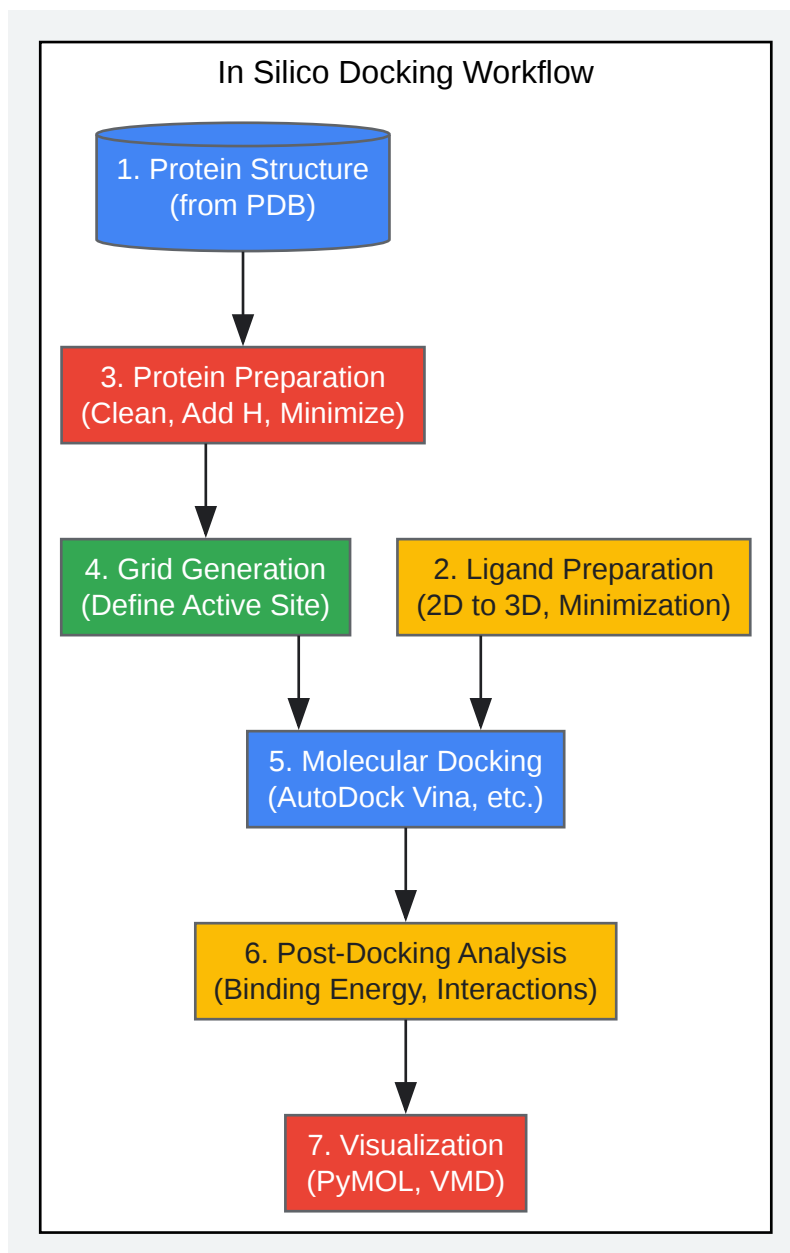 In Silico Docking Workflow
1. Protein Structure
(from PDB)
3. Protein Preparation
(Clean, Add H, Minimize)
4. Grid Generation
(Define Active Site)
2. Ligand Preparation
(2D to 3D, Minimization)
5. Molecular Docking
(AutoDock Vina, etc.)
6. Post-Docking Analysis
(Binding Energy, Interactions)
7. Visualization
(PyMOL, VMD)